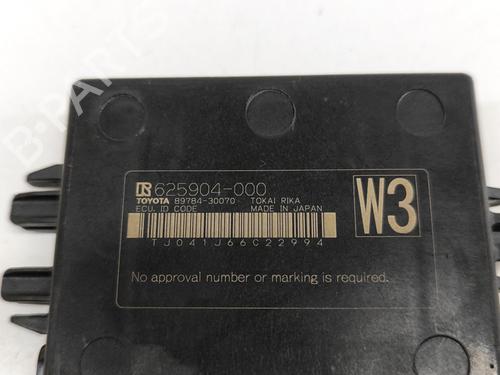 625904-000
TOYOTA 89784-30070 TOKAI RIKA
ECU. ID CODE MADE IN JAPAN
W3
TJ041J66C22994
No approval number or marking is required.
B-PARTS